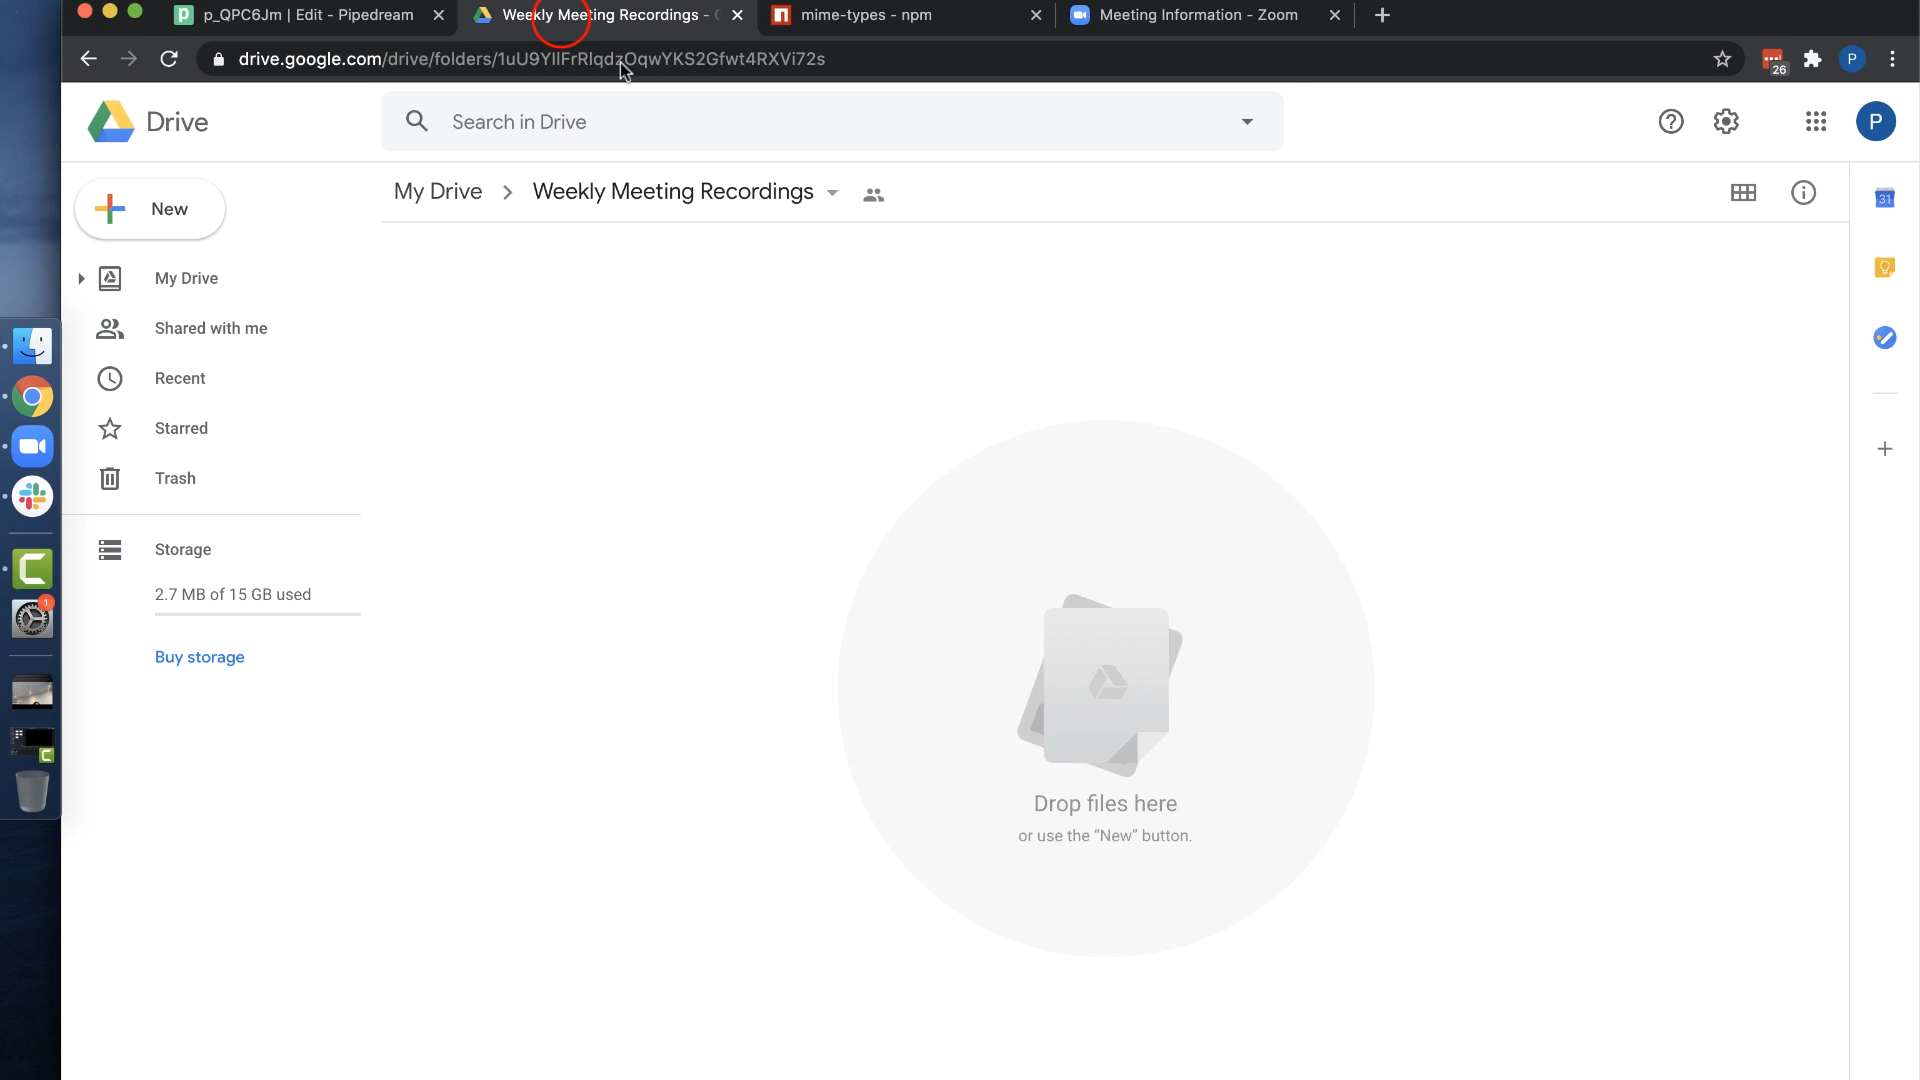 p_QPC6Jm | Edit - Pipedream
Weekly Meeting Recordings -
mime-types - npm
Meeting Information - Zoom
drive.google.com/drive/folders/1uU9YIlFrRlqdzOqwYKS2Gfwt4RXVi72s
26
P
Drive
Search in Drive
P
New
My Drive
Weekly Meeting Recordings
31
My Drive
Shared with me
Recent
Starred
Trash
Storage
2.7 MB of 15 GB used
1
Buy storage
Drop files here
or use the “New” button.